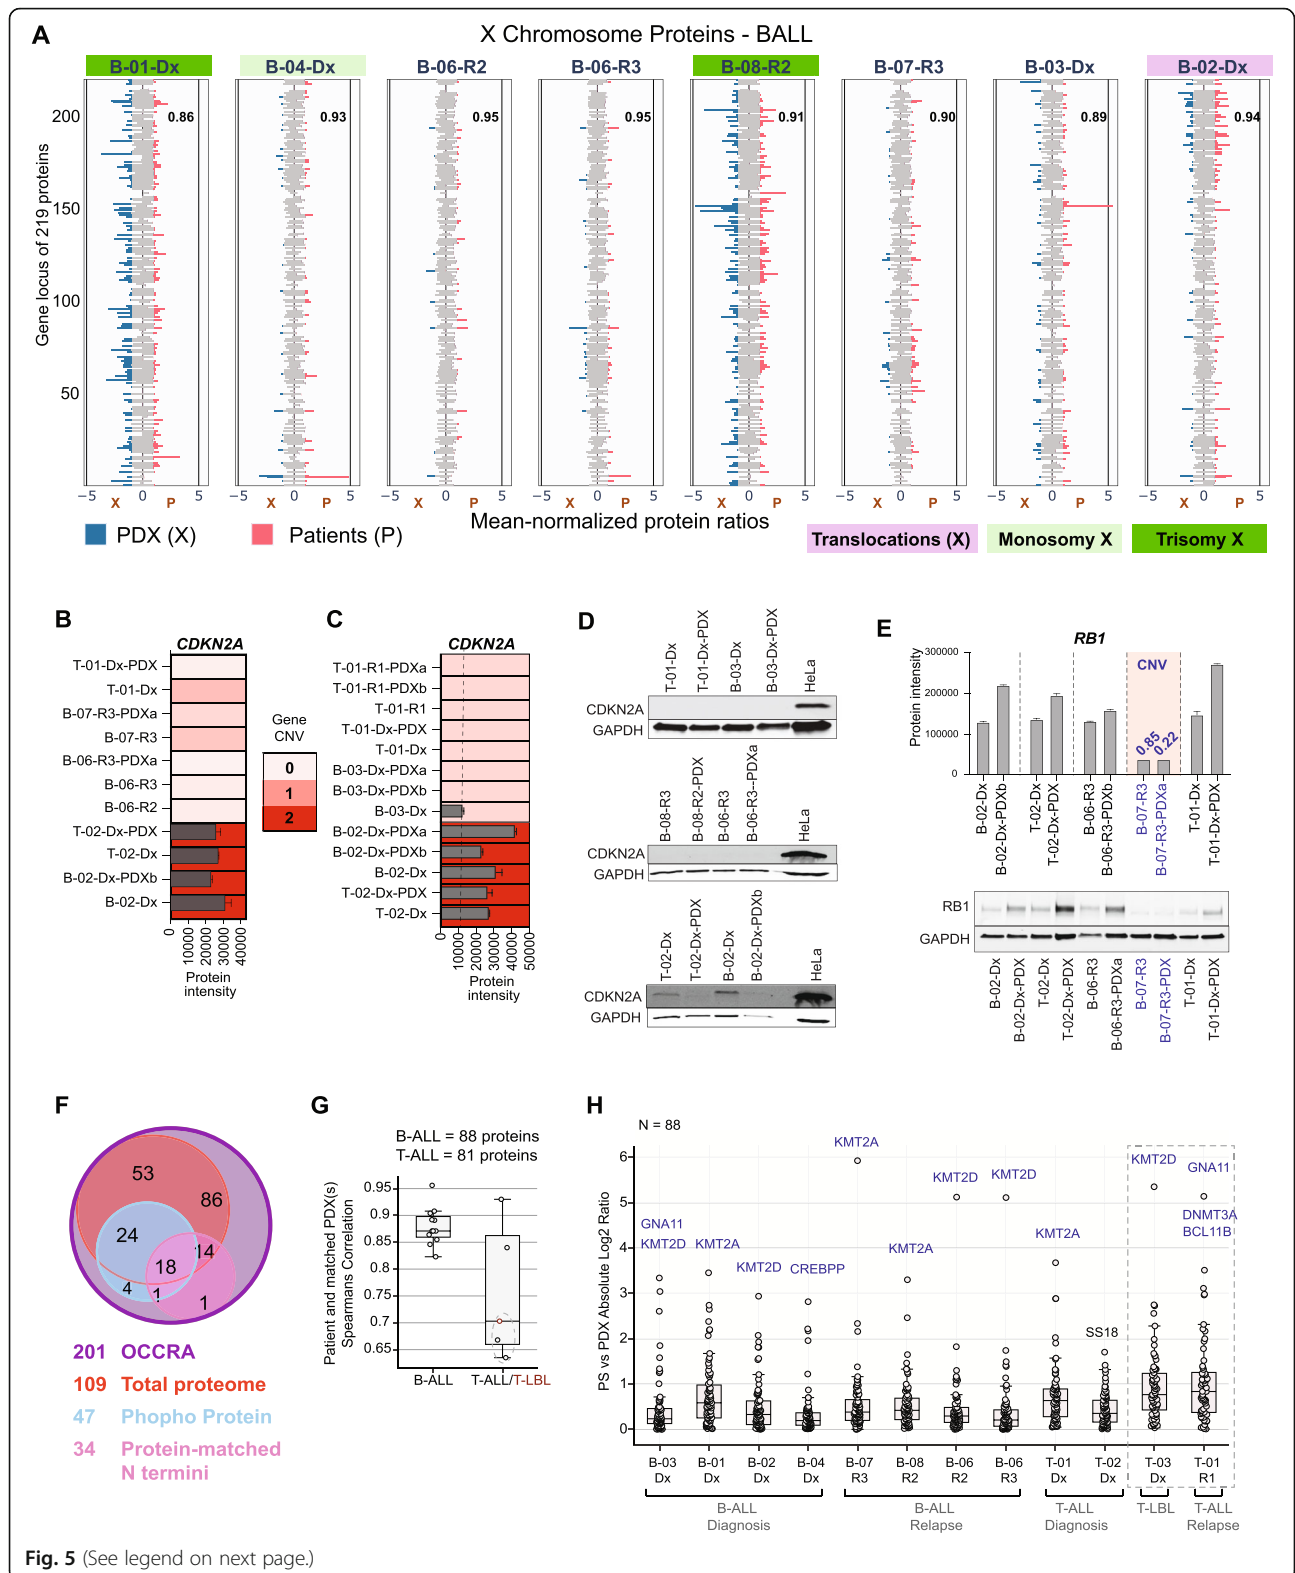 A
X Chromosome Proteins - BALL
B-01-Dx B-04-Dx B-06-R2 B-06-R3 B-08-R2 B-07-R3 B-03-Dx B-02-Dx
0.86 0.93 0.95 0.95 0.91 0.90 0.89 0.94
Gene locus of 219 proteins
200
150
100
50
−5 0 5 −5 0 5 −5 0 5 −5 0 5 −5 0 5 −5 0 5 −5 0 5 −5 0 5
X P X P X P X P X P X P X P X P
Mean-normalized protein ratios
PDX (X) Patients (P)
Translocations (X) Monosomy X Trisomy X
B
CDKN2A
T-01-Dx-PDX
T-01-Dx
B-07-R3-PDXa
B-07-R3
B-06-R3-PDXa
B-06-R3
B-06-R2
T-02-Dx-PDX
T-02-Dx
B-02-Dx-PDXb
B-02-Dx
0 10000 20000 30000 40000
Protein
intensity
Gene
CNV
0
1
2
C
CDKN2A
T-01-R1-PDXa
T-01-R1-PDXb
T-01-R1
T-01-Dx-PDX
T-01-Dx
B-03-Dx-PDXa
B-03-Dx-PDXb
B-03-Dx
B-02-Dx-PDXa
B-02-Dx-PDXb
B-02-Dx
T-02-Dx-PDX
T-02-Dx
0 10000 20000 30000 40000 50000
Protein
intensity
D
T-01-Dx T-01-Dx-PDX B-03-Dx B-03-Dx-PDX HeLa
CDKN2A
GAPDH
B-08-R3 B-08-R2-PDX B-06-R3 B-06-R3--PDXa HeLa
CDKN2A
GAPDH
T-02-Dx T-02-Dx-PDX B-02-Dx B-02-Dx-PDXb HeLa
CDKN2A
GAPDH
E
RB1
Protein intensity
300000
200000
100000
0
CNV
0.85 0.22
B-02-Dx B-02-Dx-PDXb T-02-Dx T-02-Dx-PDX B-06-R3 B-06-R3-PDXb B-07-R3 B-07-R3-PDXa T-01-Dx T-01-Dx-PDX
RB1
GAPDH
B-02-Dx B-02-Dx-PDX T-02-Dx T-02-Dx-PDX B-06-R3 B-06-R3-PDXa B-07-R3 B-07-R3-PDX T-01-Dx T-01-Dx-PDX
F
53
86
24
14
18
4
1
1
201 OCCRA
109 Total proteome
47 Phopho Protein
34 Protein-matched
N termini
G
B-ALL = 88 proteins
T-ALL = 81 proteins
Patient and matched PDX(s)
Spearmans Correlation
0.95
0.9
0.85
0.8
0.75
0.7
0.65
B-ALL T-ALL/T-LBL
H
N = 88
PS vs PDX Absolute Log2 Ratio
6
5
4
3
2
1
0
GNA11
KMT2D
KMT2A
KMT2D
CREBPP
KMT2A
KMT2A
KMT2D
KMT2D
KMT2A
SS18
KMT2D
GNA11
DNMT3A
BCL11B
B-03 B-01 B-02 B-04 B-07 B-08 B-06 B-06 T-01 T-02 T-03 T-01
Dx Dx Dx Dx R3 R2 R2 R3 Dx Dx Dx R1
B-ALL B-ALL T-ALL T-LBL T-ALL
Diagnosis Relapse Diagnosis Relapse
Fig. 5 (See legend on next page.)